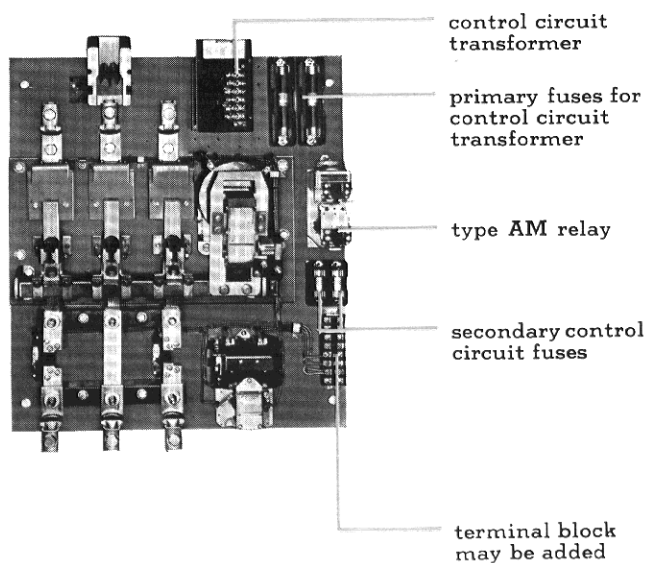 control circuit
transformer
primary fuses for
control circuit
transformer
type AM relay
secondary control
circuit fuses
terminal block
may be added